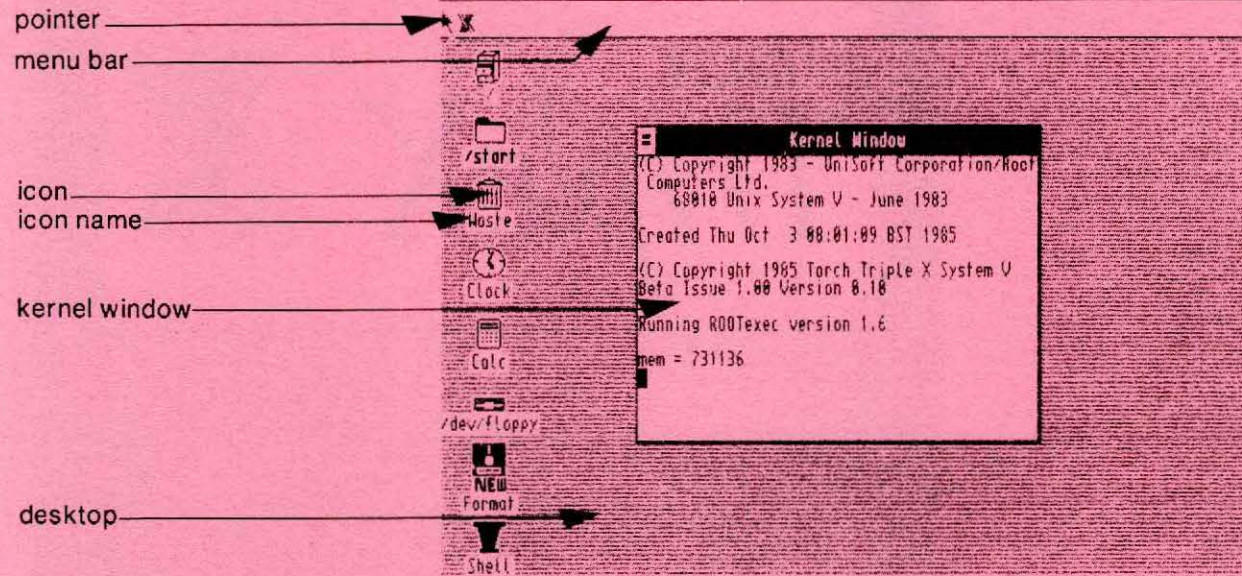 pointer
menu bar
/
/start
icon
icon name
Waste
Clock
kernel window
Calc
/dev/floppy
NEW
Format
desktop
Shell
Kernel Window
(C) Copyright 1983 - UniSoft Corporation/Root
Computers Ltd.
68010 Unix System V - June 1983
Created Thu Oct 3 08:01:09 BST 1985
(C) Copyright 1985 Torch Triple X System V
Beta Issue 1.00 Version 0.10
Running ROOTexec version 1.6
mem = 731136